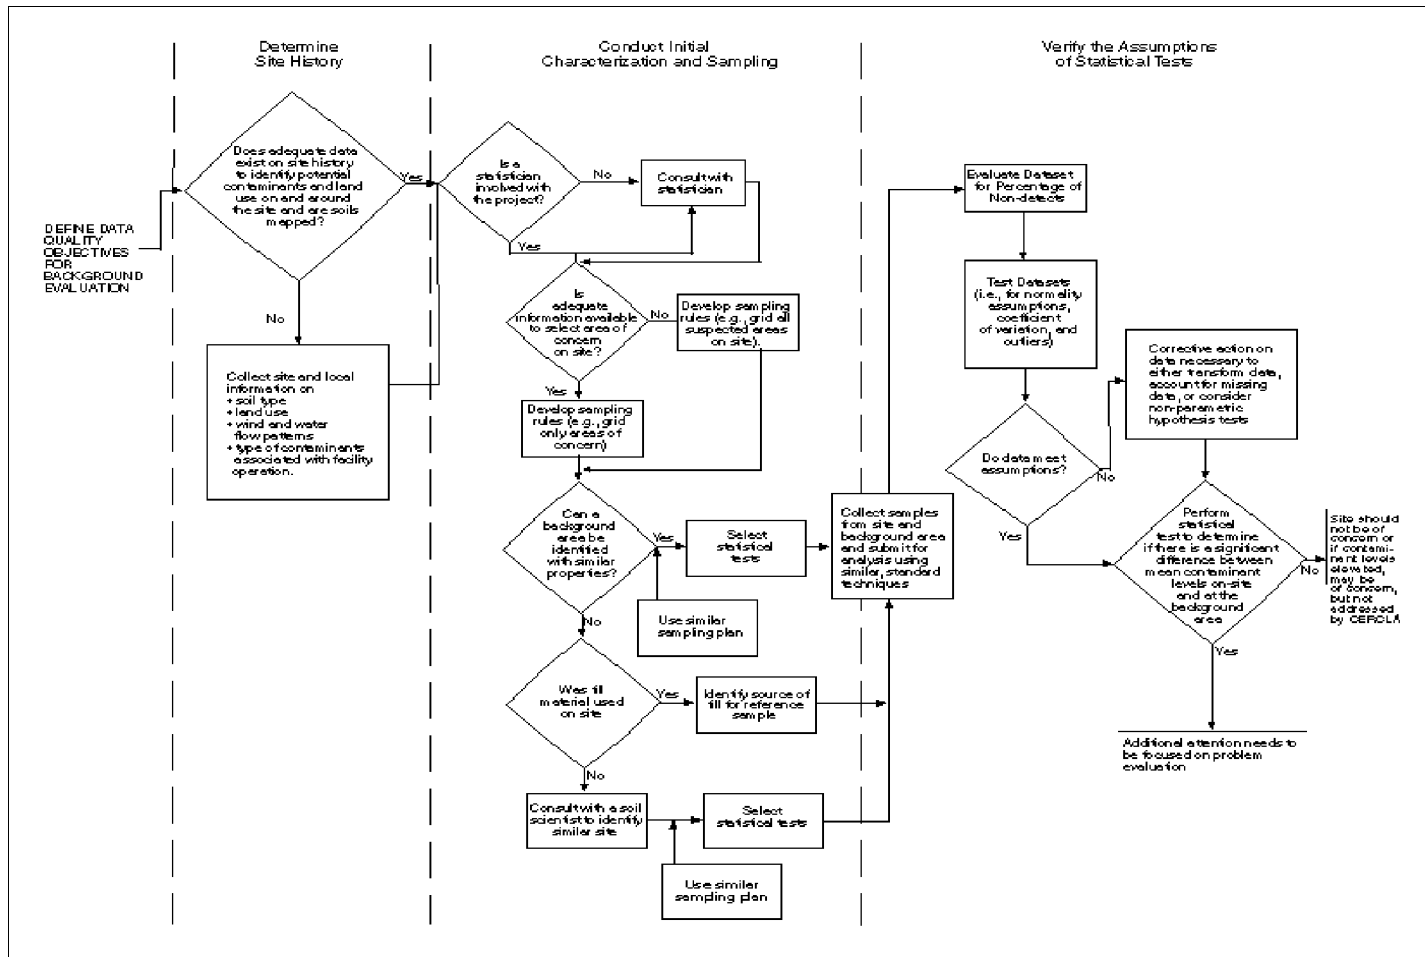 Determine
Site History
Conduct Initial
Characterization and Sampling
Verify the Assumptions
of Statistical Tests
DEFINE DATA
QUALITY
OBJECTIVES
FOR
BACKGROUND
EVALUATION
Does adequate data
exist on site history
to identify potential
contaminants and land
use on and around
the site and are soils
mapped?
Yes
No
Collect site and local
information on
• soil type
• land use
• wind and water
flow patterns
• type of contaminants
associated with facility
operation.
Is a
statistician
involved with
the project?
No
Consult with
statistician
Yes
Is
adequate
information available
to select area of
concern
on site?
No
Develop sampling
rules (e.g., grid all
suspected areas
on site).
Yes
Develop sampling
rules (e.g., grid
only areas of
concern)
Can a
background
area be
identified
with similar
properties?
Yes
Select
statistical
tests
Use similar
sampling plan
No
Was fill
material used
on site
Yes
Identify source of
fill for reference
sample
No
Consult with a soil
scientist to identify
similar site
Select
statistical tests
Use similar
sampling plan
Collect samples
from site and
background area
and submit for
analysis using
similar, standard
techniques
Evaluate Dataset
for Percentage of
Non-detects
Test Datasets
(i.e., for normality
assumptions,
coefficient
of variation, and
outliers)
Do data meet
assumptions?
No
Yes
Corrective action on
data necessary to
either transform data,
account for missing
data, or consider
non-parametric
hypothesis tests
Perform
statistical
test to determine
if there is a significant
difference between
mean contaminant
levels on-site
and at the
background
area
No
Site should
not be of
concern or
if contami-
nant levels
elevated,
may be
of concern,
but not
addressed
by CERCLA
Yes
Additional attention needs to
be focused on problem
evaluation